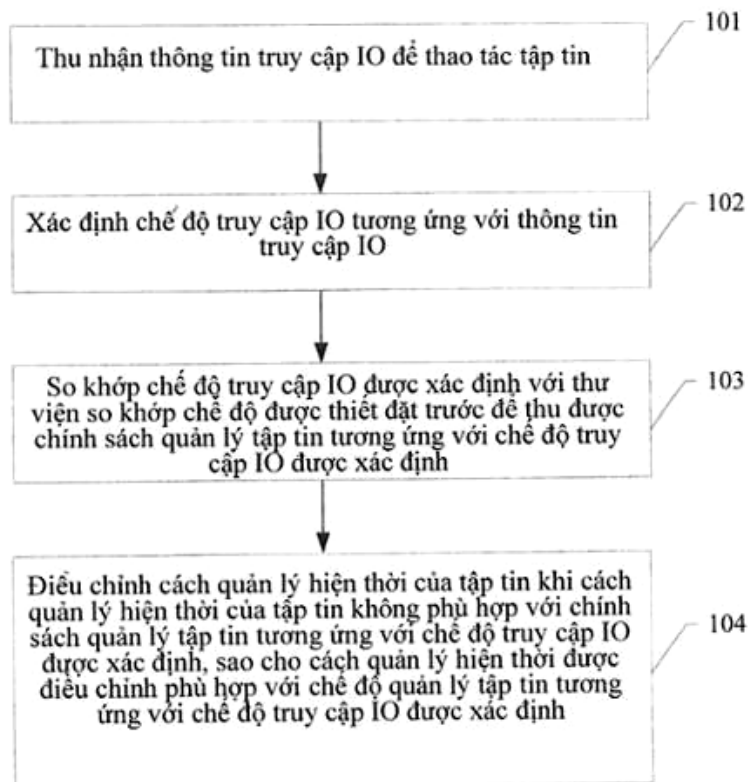 101
Thu nhận thông tin truy cập IO để thao tác tập tin
102
Xác định chế độ truy cập IO tương ứng với thông tin
truy cập IO
103
So khớp chế độ truy cập IO được xác định với thư
viện so khớp chế độ được thiết đặt trước để thu được
chính sách quản lý tập tin tương ứng với chế độ truy
cập IO được xác định
104
Điều chỉnh cách quản lý hiện thời của tập tin khi cách
quản lý hiện thời của tập tin không phù hợp với chính
sách quản lý tập tin tương ứng với chế độ truy cập IO
được xác định, sao cho cách quản lý hiện thời được
điều chỉnh phù hợp với chế độ quản lý tập tin tương
ứng với chế độ truy cập IO được xác định